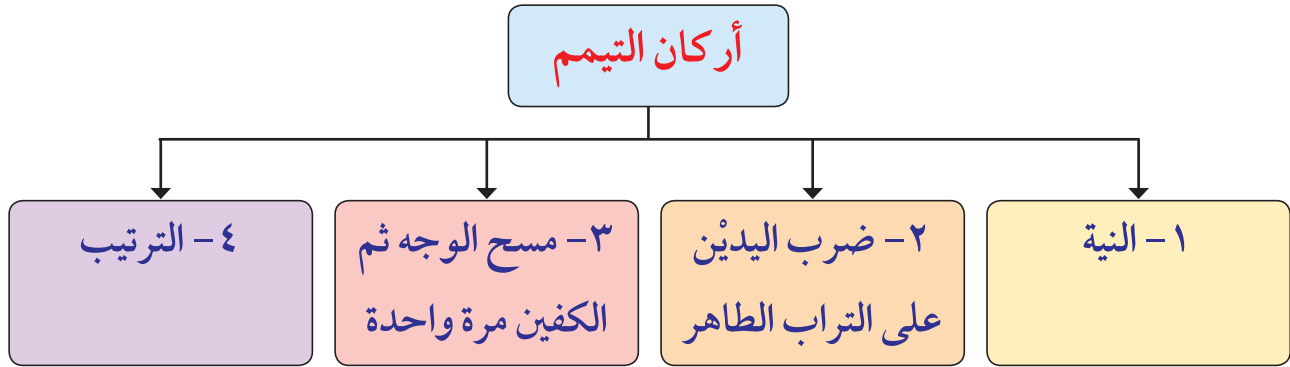 أركان التيمم
١- النية
٢- ضرب اليديْن
على التراب الطاهر
٣- مسح الوجه ثم
الكفين مرة واحدة
٤- الترتيب